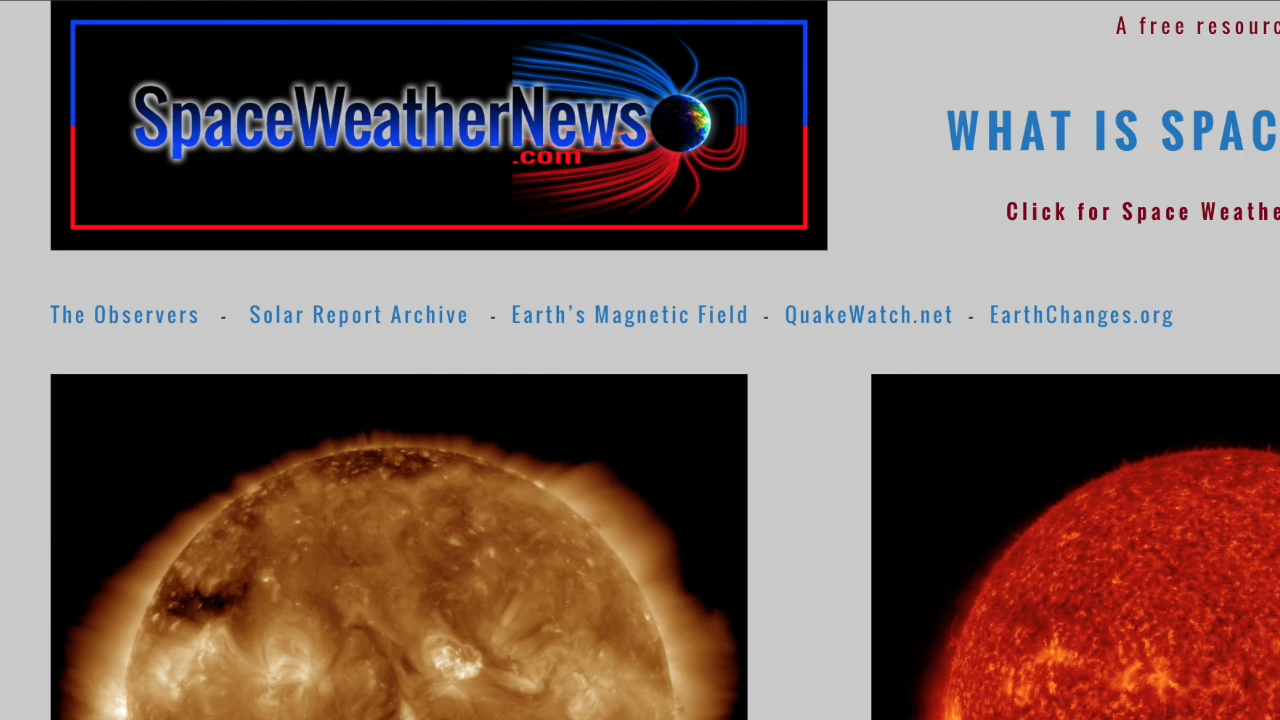 A free resourc
SpaceWeatherNews
.com
WHAT IS SPAC
Click for Space Weathe
The Observers - Solar Report Archive - Earth's Magnetic Field - QuakeWatch.net - EarthChanges.org